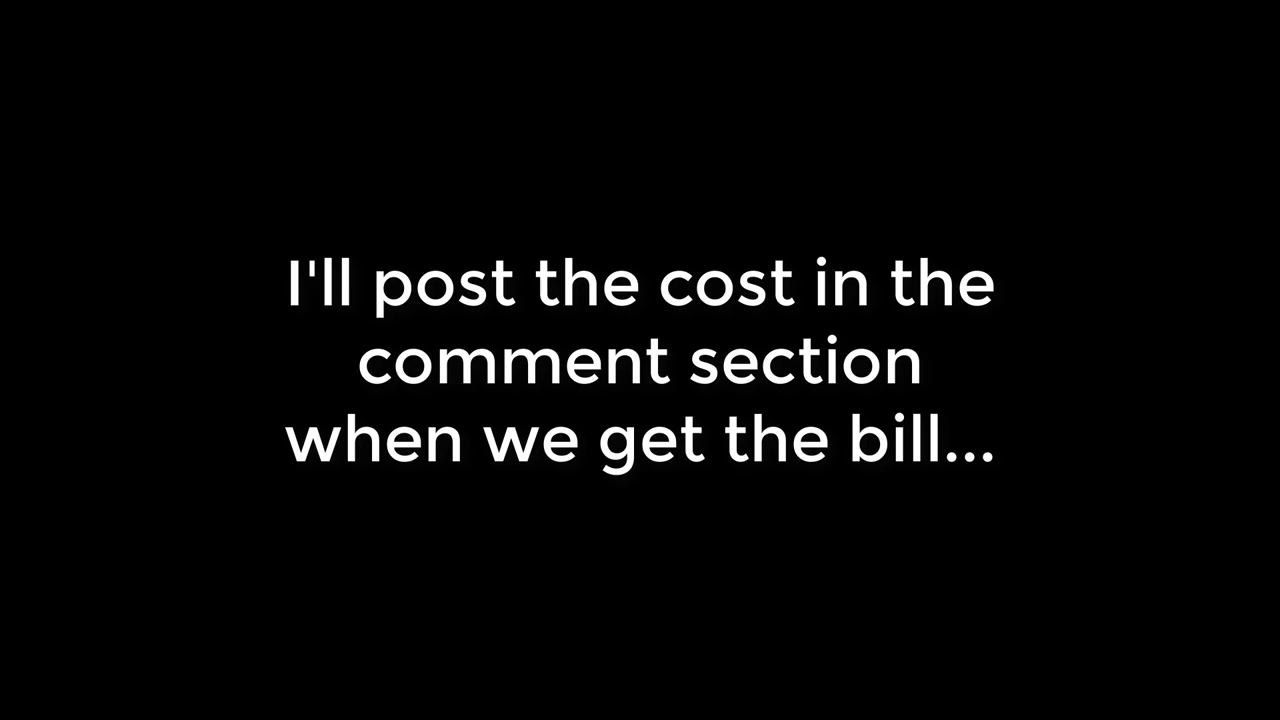 I'll post the cost in the
comment section
when we get the bill...